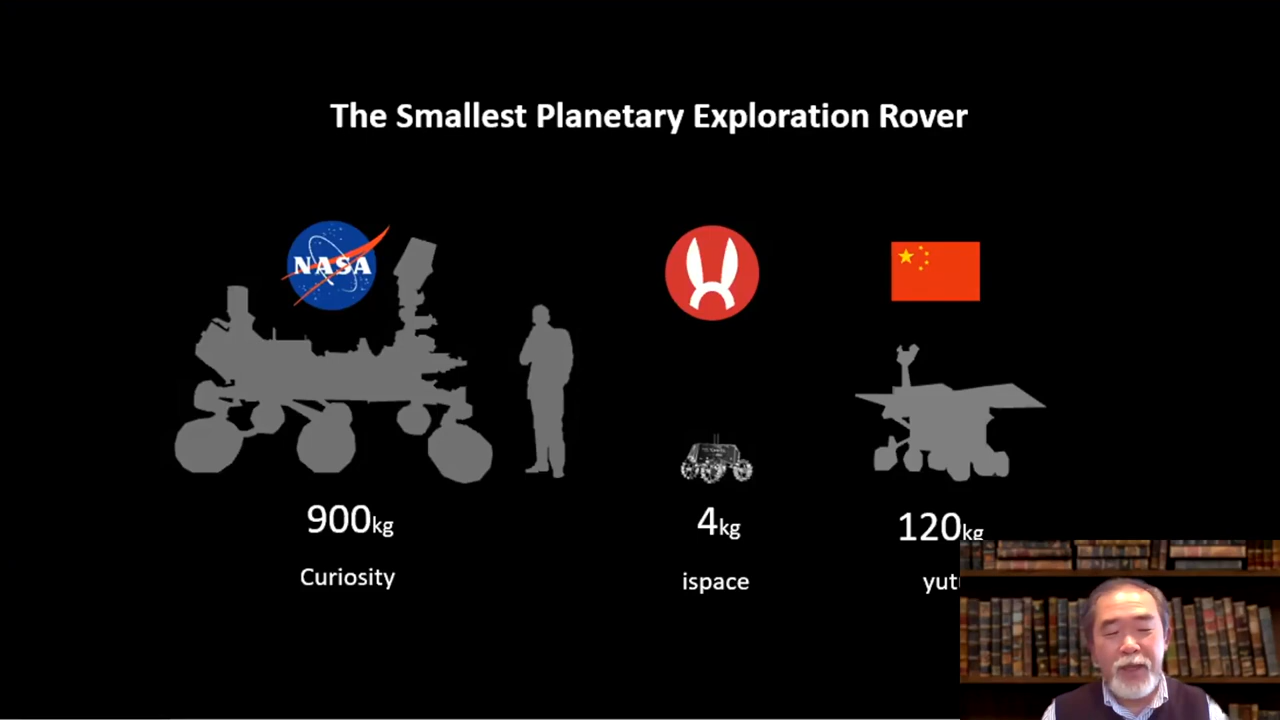 The Smallest Planetary Exploration Rover
NASA
900kg
4kg
120kg
Curiosity
ispace